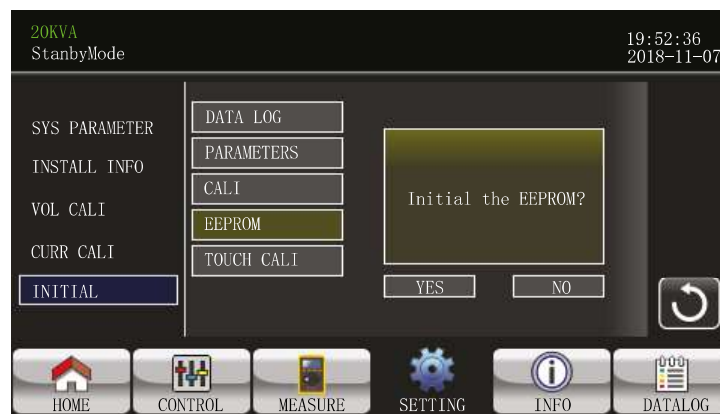 20KVA
StanbyMode
19:52:36
2018-11-07
SYS PARAMETER
INSTALL INFO
VOL CALI
CURR CALI
INITIAL
DATA LOG
PARAMETERS
CALI
EEPROM
TOUCH CALI
Initial the EEPROM?
YES
NO
HOME
CONTROL
MEASURE
SETTING
INFO
DATALOG